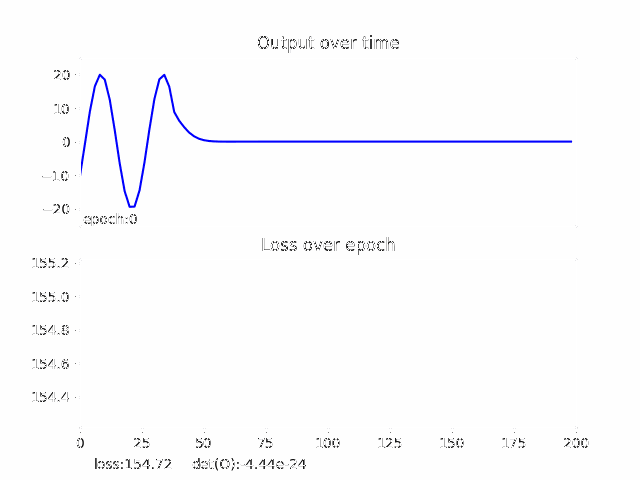 Output over time
20
10
0
−10
−20
epoch:0
Loss over epoch
155.2
155.0
154.8
154.6
154.4
0 25 50 75 100 125 150 175 200
loss:154.72 det(O):-4.44e-24